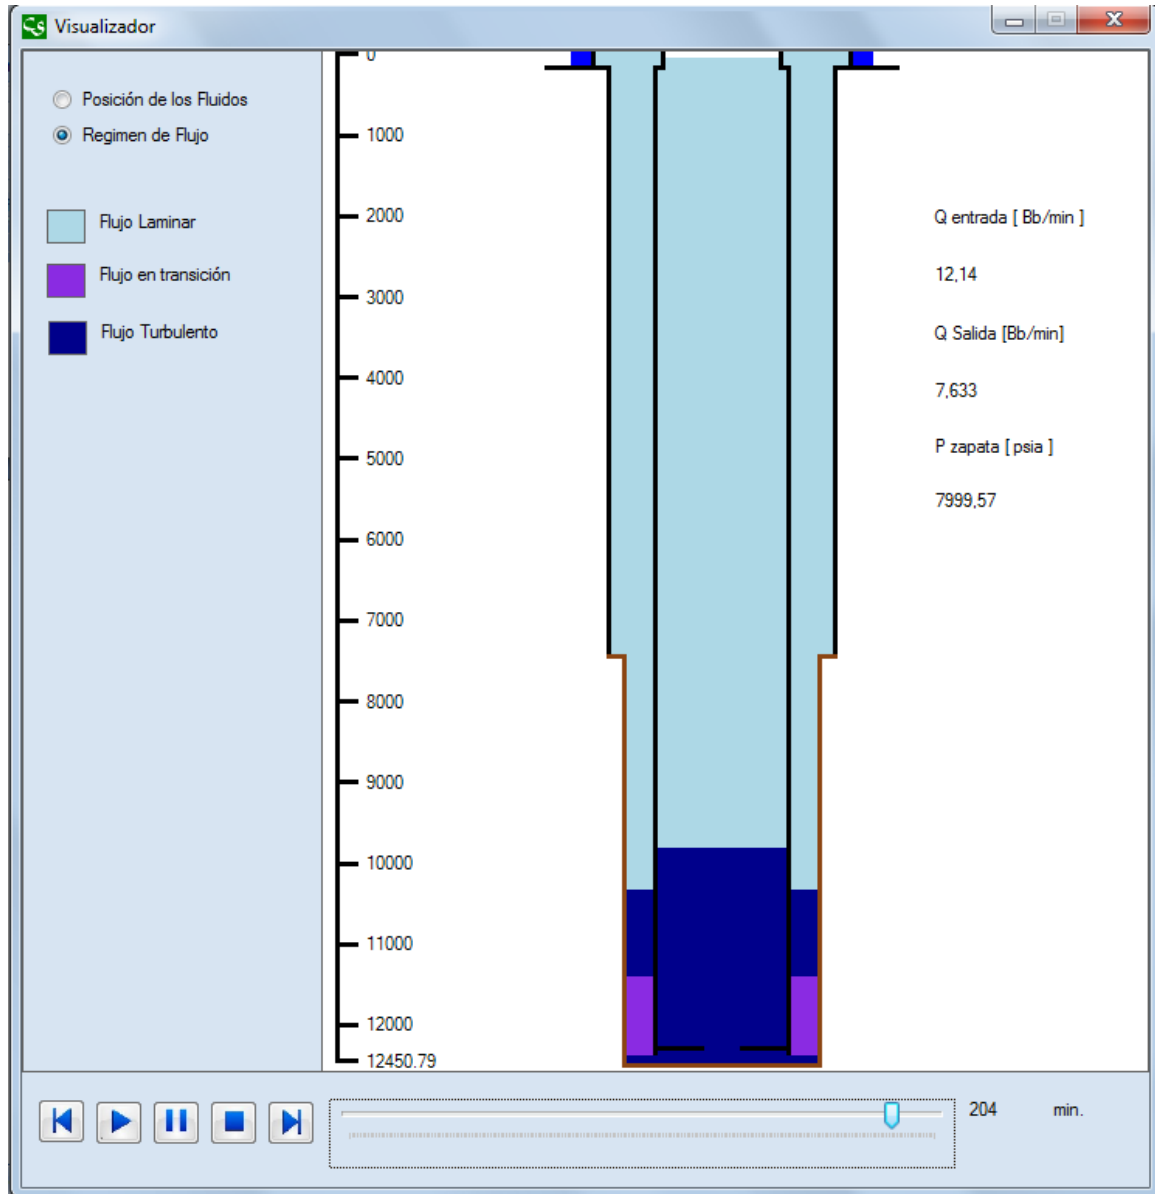 Visualizador
Posición de los Fluidos
Regimen de Flujo
Flujo Laminar
Flujo en transición
Flujo Turbulento
0
1000
2000
3000
4000
5000
6000
7000
8000
9000
10000
11000
12000
12450.79
Q entrada [ Bb/min ]
12,14
Q Salida [Bb/min]
7,633
P zapata [ psia ]
7999,57
204 min.